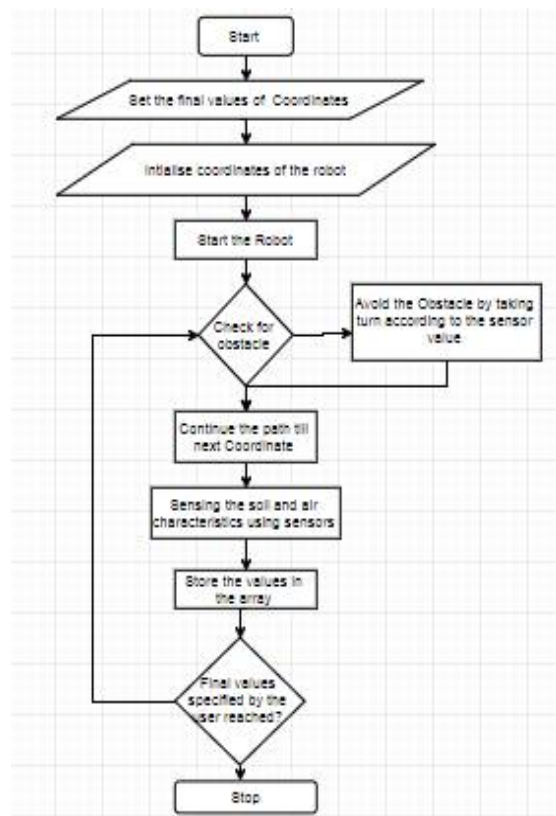 Start
Set the final values of Coordinates
Intialise coordinates of the robot
Start the Robot
Check for
obstacle
Avoid the Obstacle by taking
turn according to the sensor
value
Continue the path till
next Coordinate
Sensing the soil and air
characteristics using sensors
Store the values in
the array
Final values
specified by the
user reached?
Stop